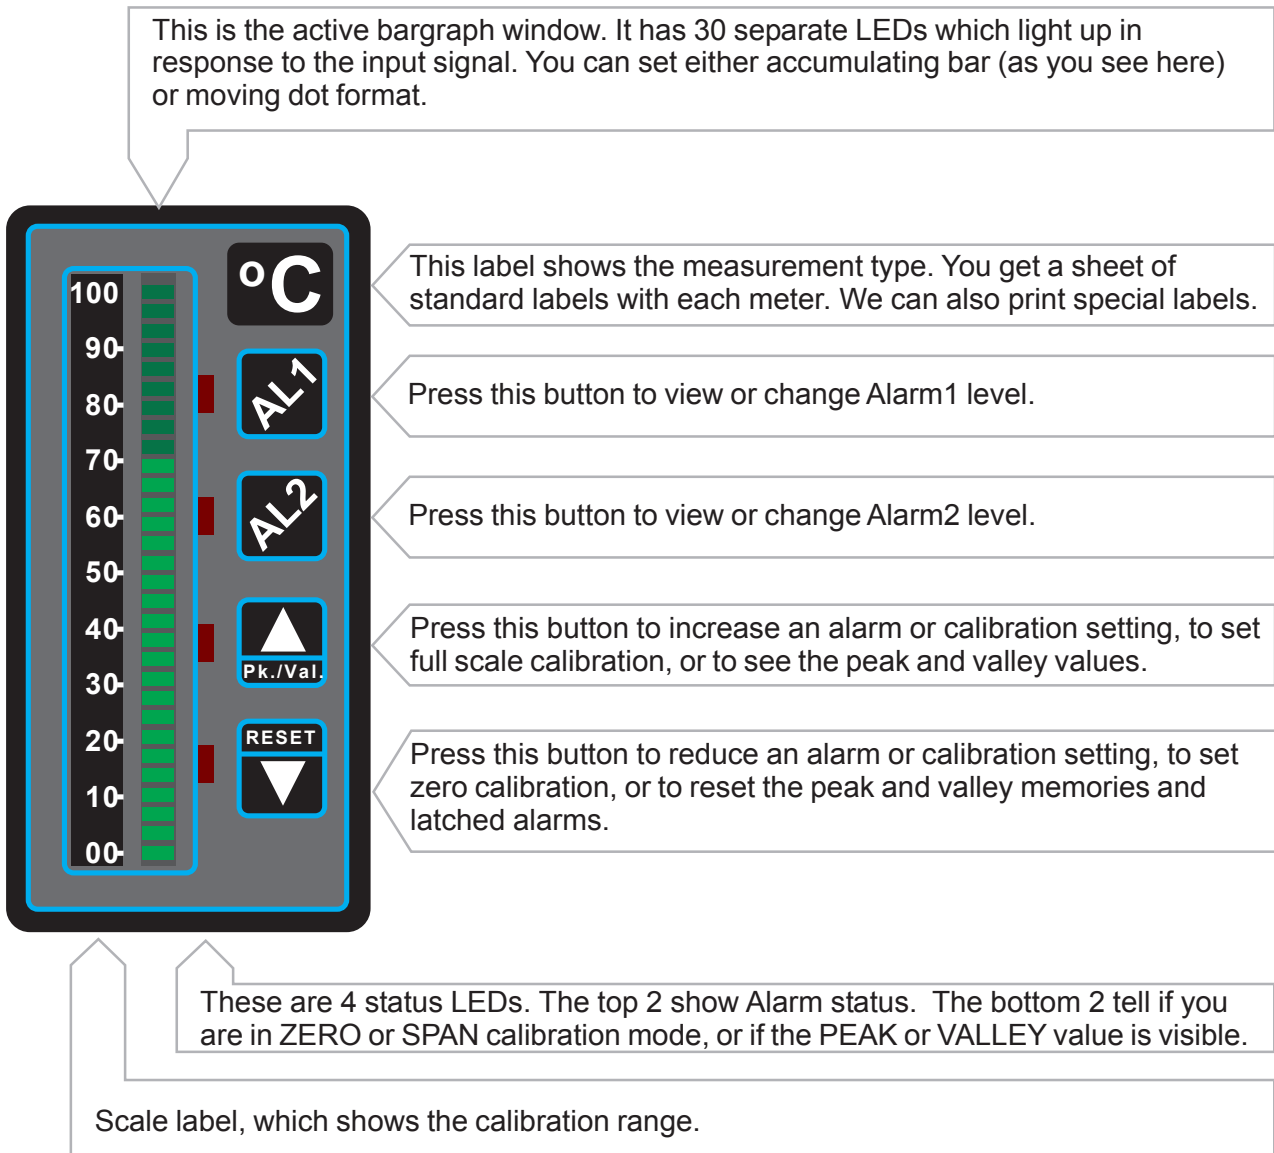 This is the active bargraph window. It has 30 separate LEDs which light up in
response to the input signal. You can set either accumulating bar (as you see here)
or moving dot format.
100
90
80
70
60
50
40
30
20
10
00
°C
AL1
AL2
Pk./Val.
RESET
This label shows the measurement type. You get a sheet of
standard labels with each meter. We can also print special labels.
Press this button to view or change Alarm1 level.
Press this button to view or change Alarm2 level.
Press this button to increase an alarm or calibration setting, to set
full scale calibration, or to see the peak and valley values.
Press this button to reduce an alarm or calibration setting, to set
zero calibration, or to reset the peak and valley memories and
latched alarms.
These are 4 status LEDs. The top 2 show Alarm status. The bottom 2 tell if you
are in ZERO or SPAN calibration mode, or if the PEAK or VALLEY value is visible.
Scale label, which shows the calibration range.